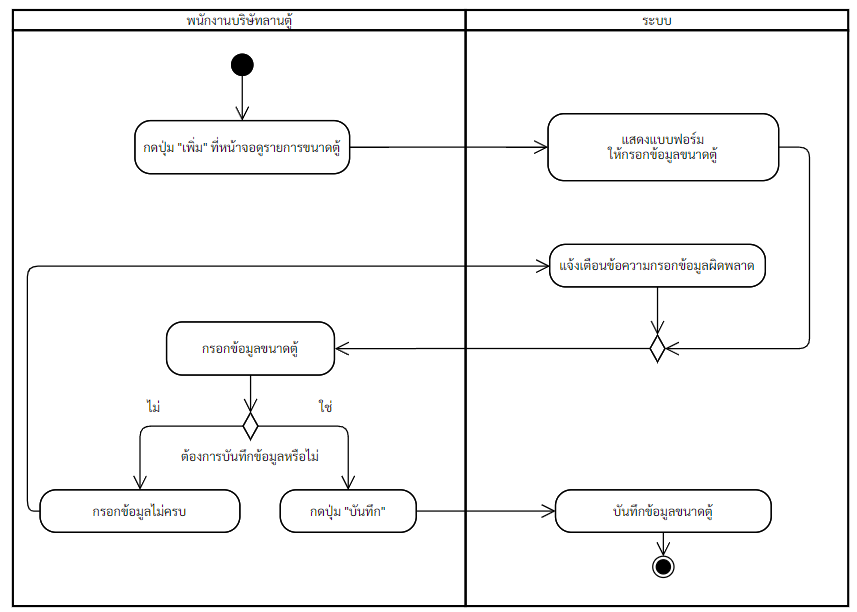 พนักงานบริษัทลานตู้
ระบบ
กดปุ่ม "เพิ่ม" ที่หน้าจอดูรายการขนาดตู้
แสดงแบบฟอร์ม
ให้กรอกข้อมูลขนาดตู้
แจ้งเตือนข้อความกรอกข้อมูลผิดพลาด
กรอกข้อมูลขนาดตู้
ไม่
ใช่
ต้องการบันทึกข้อมูลหรือไม่
กรอกข้อมูลไม่ครบ
กดปุ่ม "บันทึก"
บันทึกข้อมูลขนาดตู้